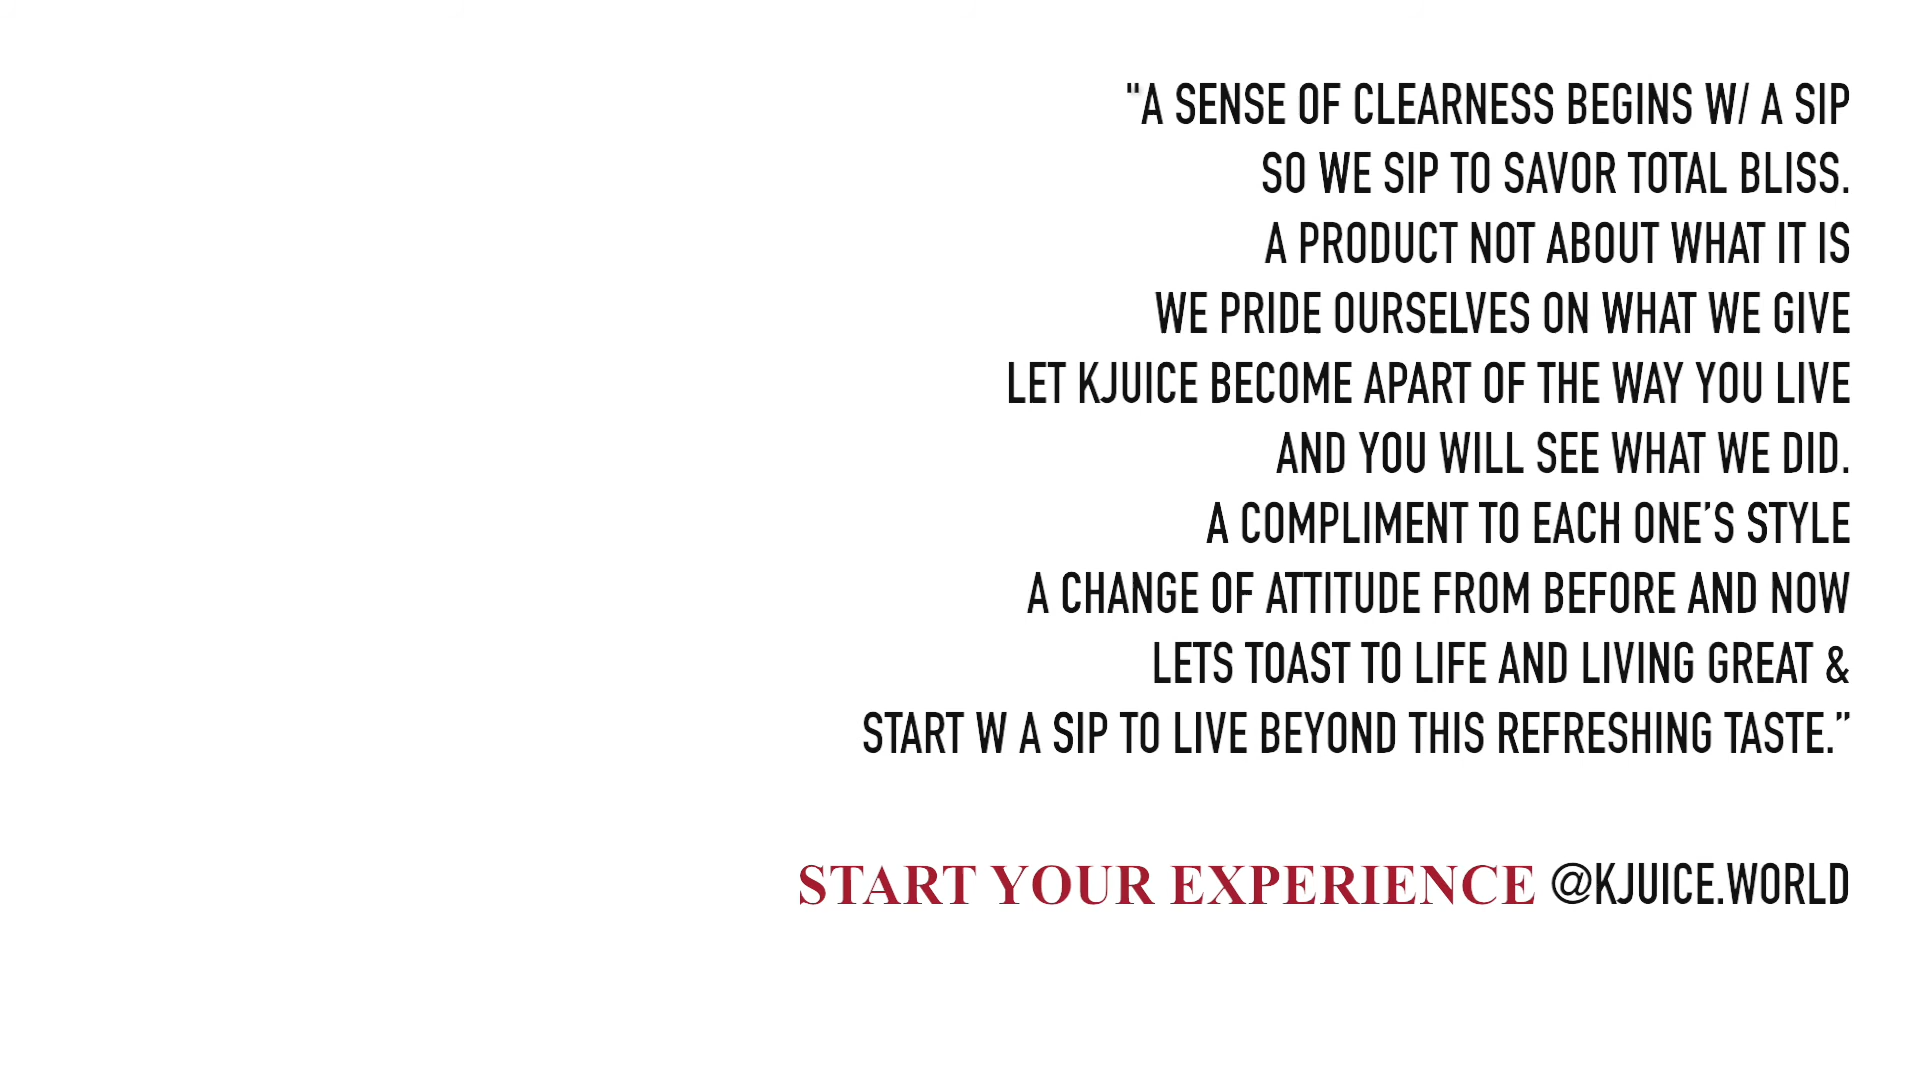 "A SENSE OF CLEARNESS BEGINS W/ A SIP
SO WE SIP TO SAVOR TOTAL BLISS.
A PRODUCT NOT ABOUT WHAT IT IS
WE PRIDE OURSELVES ON WHAT WE GIVE
LET KJUICE BECOME APART OF THE WAY YOU LIVE
AND YOU WILL SEE WHAT WE DID.
A COMPLIMENT TO EACH ONE’S STYLE
A CHANGE OF ATTITUDE FROM BEFORE AND NOW
LETS TOAST TO LIFE AND LIVING GREAT &
START W A SIP TO LIVE BEYOND THIS REFRESHING TASTE.”
START YOUR EXPERIENCE @KJUICE.WORLD